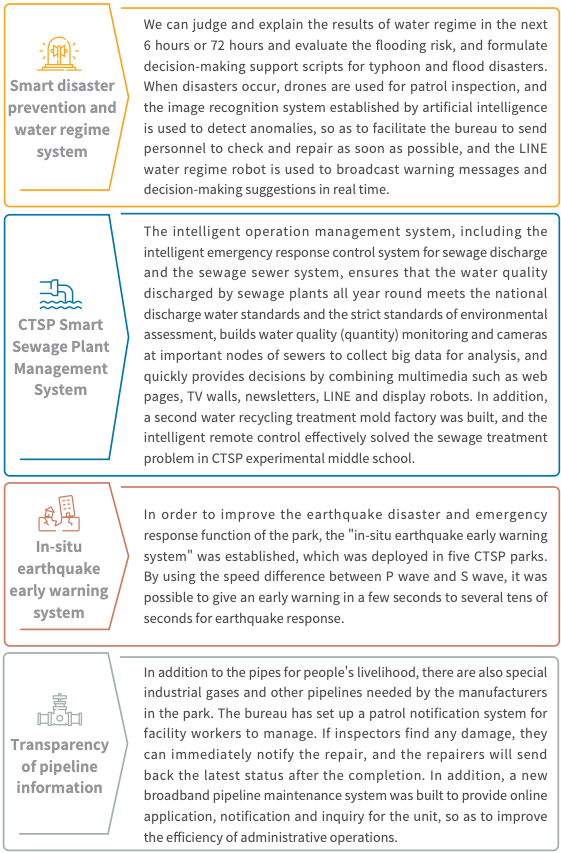 Smart disaster
prevention and
water regime
system
We can judge and explain the results of water regime in the next
6 hours or 72 hours and evaluate the flooding risk, and formulate
decision-making support scripts for typhoon and flood disasters.
When disasters occur, drones are used for patrol inspection, and
the image recognition system established by artificial intelligence
is used to detect anomalies, so as to facilitate the bureau to send
personnel to check and repair as soon as possible, and the LINE
water regime robot is used to broadcast warning messages and
decision-making suggestions in real time.
CTSP Smart
Sewage Plant
Management
System
The intelligent operation management system, including the
intelligent emergency response control system for sewage discharge
and the sewage sewer system, ensures that the water quality
discharged by sewage plants all year round meets the national
discharge water standards and the strict standards of environmental
assessment, builds water quality (quantity) monitoring and cameras
at important nodes of sewers to collect big data for analysis, and
quickly provides decisions by combining multimedia such as web
pages, TV walls, newsletters, LINE and display robots. In addition,
a second water recycling treatment mold factory was built, and the
intelligent remote control effectively solved the sewage treatment
problem in CTSP experimental middle school.
In-situ
earthquake
early warning
system
In order to improve the earthquake disaster and emergency
response function of the park, the "in-situ earthquake early warning
system" was established, which was deployed in five CTSP parks.
By using the speed difference between P wave and S wave, it was
possible to give an early warning in a few seconds to several tens of
seconds for earthquake response.
Transparency
of pipeline
information
In addition to the pipes for people's livelihood, there are also special
industrial gases and other pipelines needed by the manufacturers
in the park. The bureau has set up a patrol notification system for
facility workers to manage. If inspectors find any damage, they
can immediately notify the repair, and the repairers will send
back the latest status after the completion. In addition, a new
broadband pipeline maintenance system was built to provide online
application, notification and inquiry for the unit, so as to improve
the efficiency of administrative operations.